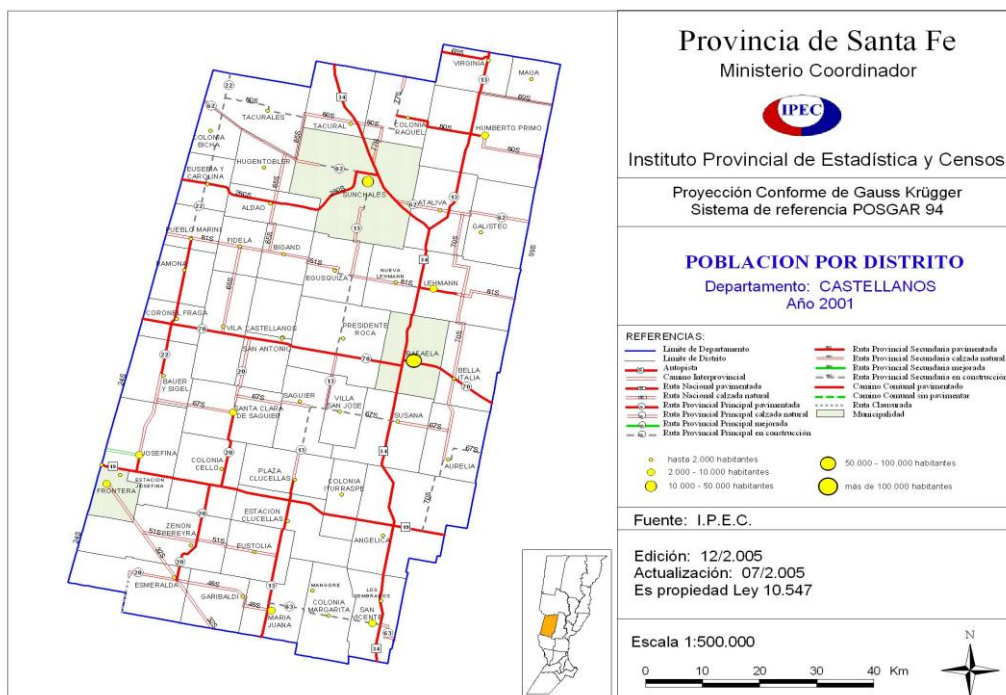 Provincia de Santa Fe
Ministerio Coordinador
IPEC
Instituto Provincial de Estadística y Censos
Proyección Conforme de Gauss Krügger
Sistema de referencia POSGAR 94
POBLACION POR DISTRITO
Departamento: CASTELLANOS
Año 2001
REFERENCIAS:
Limite de Departamento
Limite de Distrito
Autopista
Camino Interprovincial
Ruta Nacional pavimentada
Ruta Nacional calzada natural
Ruta Provincial Principal pavimentada
Ruta Provincial Principal calzada natural
Ruta Provincial Principal mejorada
Ruta Provincial Principal en construcción
Ruta Provincial Secundaria pavimentada
Ruta Provincial Secundaria calzada natural
Ruta Provincial Secundaria mejorada
Ruta Provincial Secundaria en construcción
Camino Comunal pavimentado
Camino Comunal sin pavimentar
Ruta Clausurada
Municipalidad
hasta 2.000 habitantes
2.000 - 10.000 habitantes
10.000 - 50.000 habitantes
50.000 - 100.000 habitantes
más de 100.000 habitantes
Fuente: I.P.E.C.
Edición: 12/2.005
Actualización: 07/2.005
Es propiedad Ley 10.547
Escala 1:500.000
0 10 20 30 40 Km
N
VIRGINIA
MAUA
TACURALES
TACURAL
COLONIA
RAQUEL
HUMBERTO PRIMO
COLONIA
BICHA
HUGENTOBLER
EUSEBIA Y
CAROLINA
SUNCHALES
ALDAO
ATALIVA
GALISTEO
PUEBLO MARINI
FIDELA
BIGAND
RAMONA
EGUSQUIZA
NUEVA
LEHMANN
LEHMANN
CORONEL FRAGA
VILA
CASTELLANOS
PRESIDENTE
ROCA
SAN ANTONIO
RAFAELA
BELLA
ITALIA
BAUER
Y SIGEL
SAGUIER
VILLA
SAN JOSE
SANTA CLARA
DE SAGUIER
SUSANA
JOSEFINA
COLONIA
CELLO
PLAZA
CLUCELLAS
AURELIA
ESTACIÓN
JOSEFINA
COLONIA
ITURRASPE
FRONTERA
ESTACION
CLUCELLAS
ANGELICA
ZENON
PEREYRA
EUSTOLIA
ESMERALDA
GARIBALDI
MANGORE
COLONIA
MARGARITA
LOS
SEMBRADOS
MARIA
JUANA
SAN
VICENTE